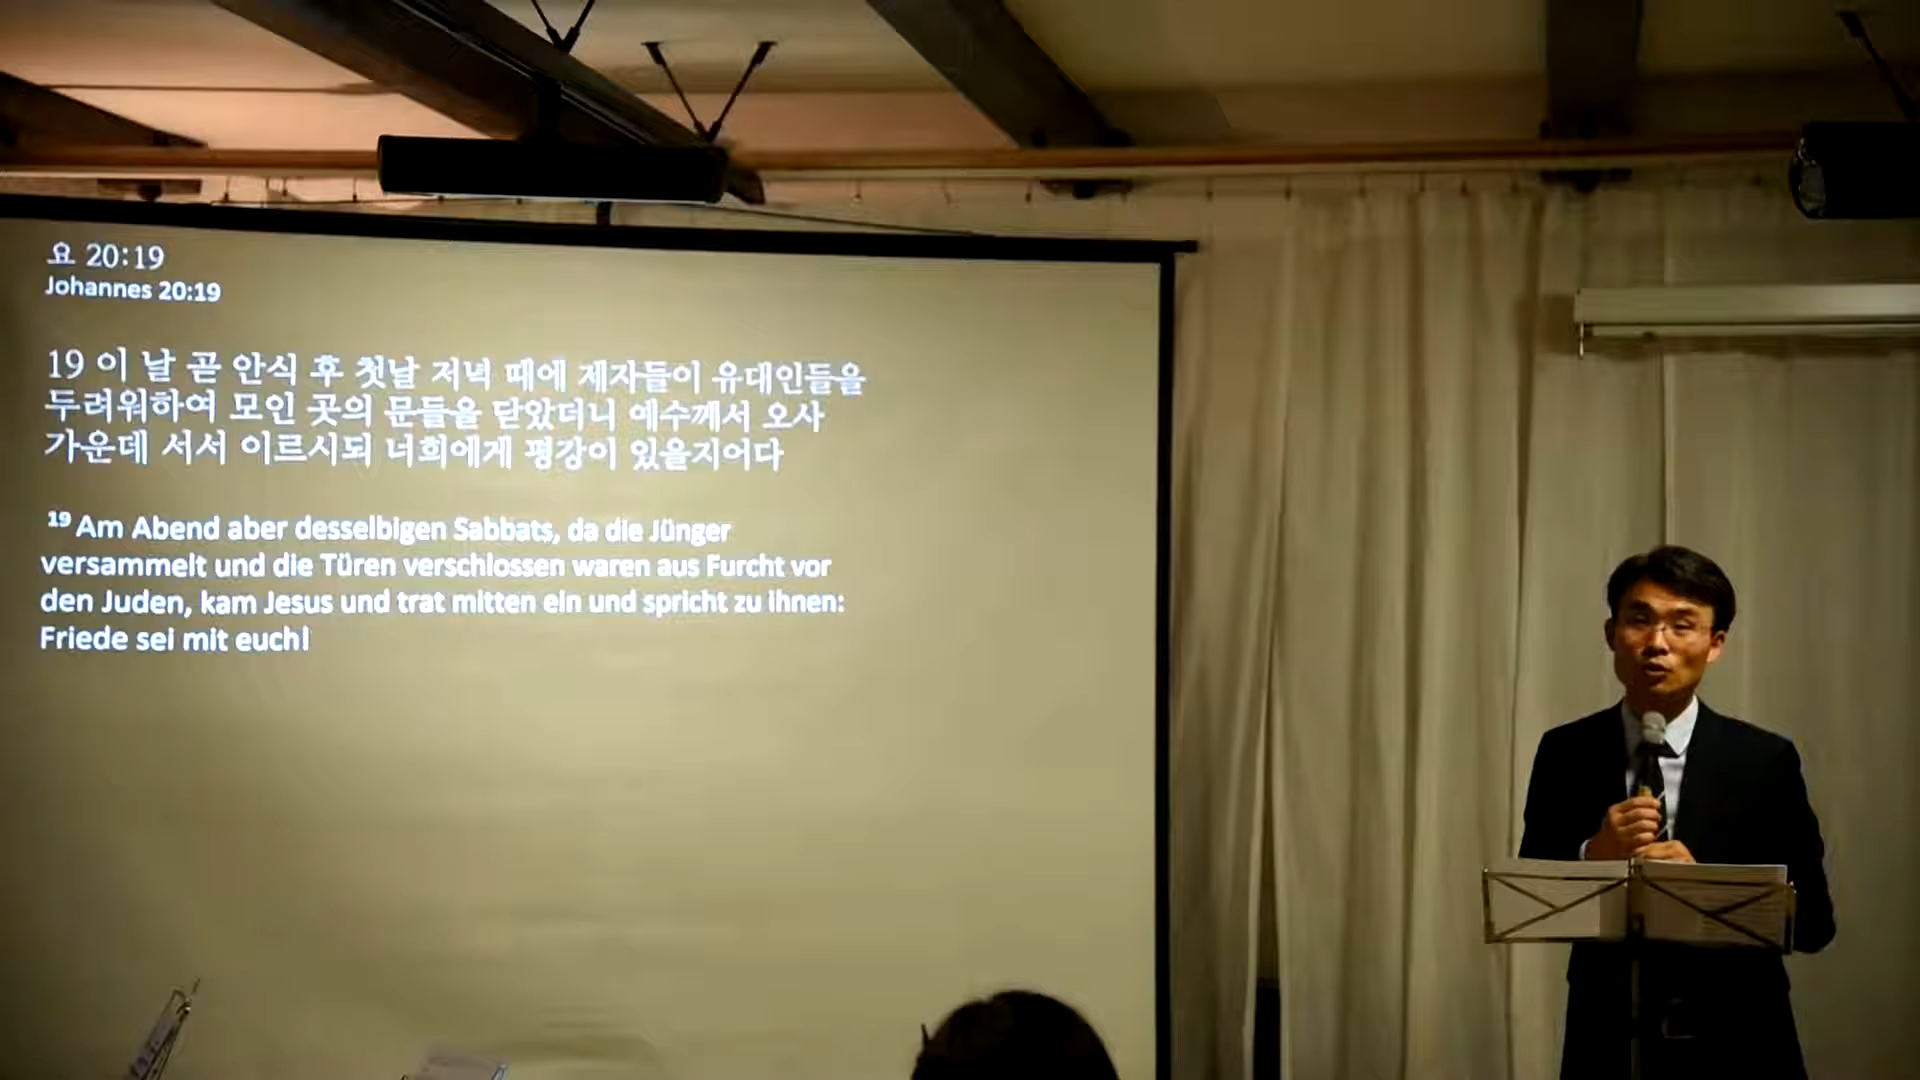 요 20:19
Johannes 20:19
19 이 날 곧 안식 후 첫날 저녁 때에 제자들이 유대인들을
두려워하여 모인 곳의 문들을 닫았더니 예수께서 오사
가운데 서서 이르시되 너희에게 평강이 있을지어다
19 Am Abend aber desselbigen Sabbats, da die Jünger
versammelt und die Türen verschlossen waren aus Furcht vor
den Juden, kam Jesus und trat mitten ein und spricht zu ihnen:
Friede sei mit euch!